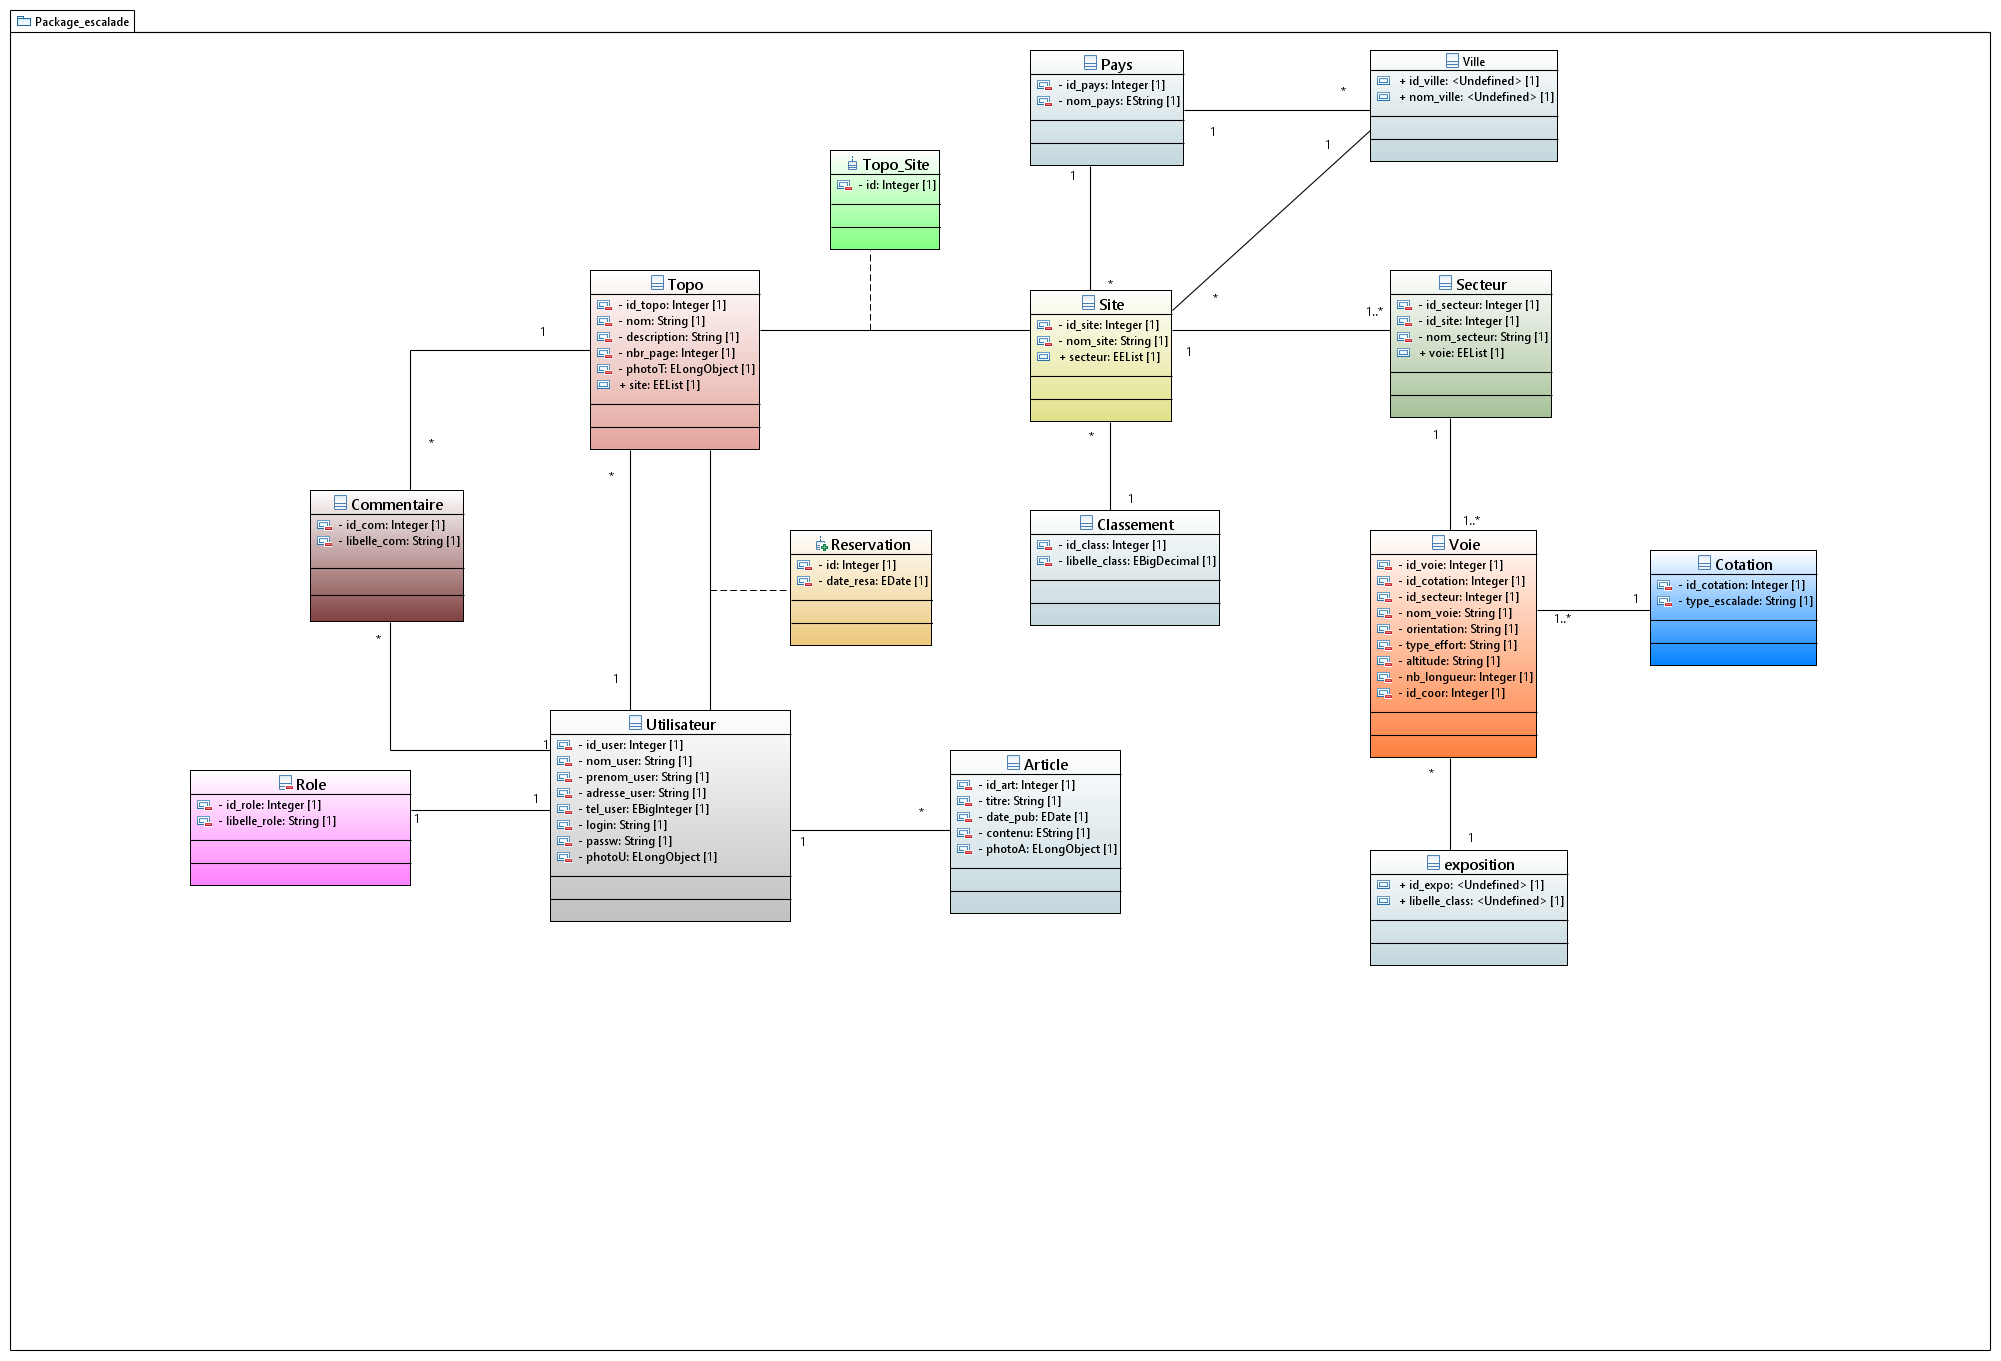 Package_escalade
Pays
- id_pays: Integer [1]
- nom_pays: EString [1]
Ville
+ id_ville: <Undefined> [1]
+ nom_ville: <Undefined> [1]
*
1
1
1
*
*
Topo_Site
- id: Integer [1]
Topo
- id_topo: Integer [1]
- nom: String [1]
- description: String [1]
- nbr_page: Integer [1]
- photoT: ELongObject [1]
+ site: EEList [1]
Site
- id_site: Integer [1]
- nom_site: String [1]
+ secteur: EEList [1]
Secteur
- id_secteur: Integer [1]
- id_site: Integer [1]
- nom_secteur: String [1]
+ voie: EEList [1]
1
1..*
1
*
*
1
*
1
1
1..*
Commentaire
- id_com: Integer [1]
- libelle_com: String [1]
Reservation
- id: Integer [1]
- date_resa: EDate [1]
Classement
- id_class: Integer [1]
- libelle_class: EBigDecimal [1]
Voie
- id_voie: Integer [1]
- id_cotation: Integer [1]
- id_secteur: Integer [1]
- nom_voie: String [1]
- orientation: String [1]
- type_effort: String [1]
- altitude: String [1]
- nb_longueur: Integer [1]
- id_coor: Integer [1]
Cotation
- id_cotation: Integer [1]
- type_escalade: String [1]
1
1..*
*
1
1
Utilisateur
- id_user: Integer [1]
- nom_user: String [1]
- prenom_user: String [1]
- adresse_user: String [1]
- tel_user: EBigInteger [1]
- login: String [1]
- passw: String [1]
- photoU: ELongObject [1]
Role
- id_role: Integer [1]
- libelle_role: String [1]
1
1
Article
- id_art: Integer [1]
- titre: String [1]
- date_pub: EDate [1]
- contenu: EString [1]
- photoA: ELongObject [1]
*
1
*
1
exposition
+ id_expo: <Undefined> [1]
+ libelle_class: <Undefined> [1]